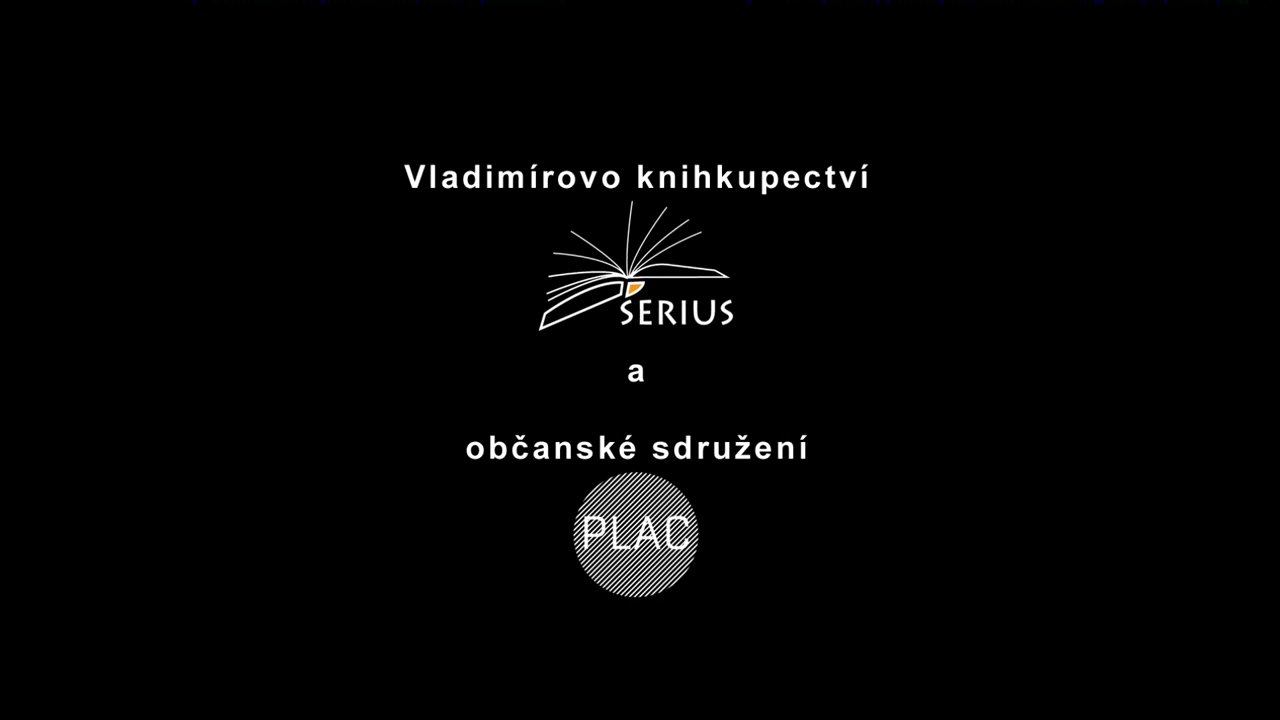 Vladimírovo knihkupectví
SERIUS
a
občanské sdružení
PLAC